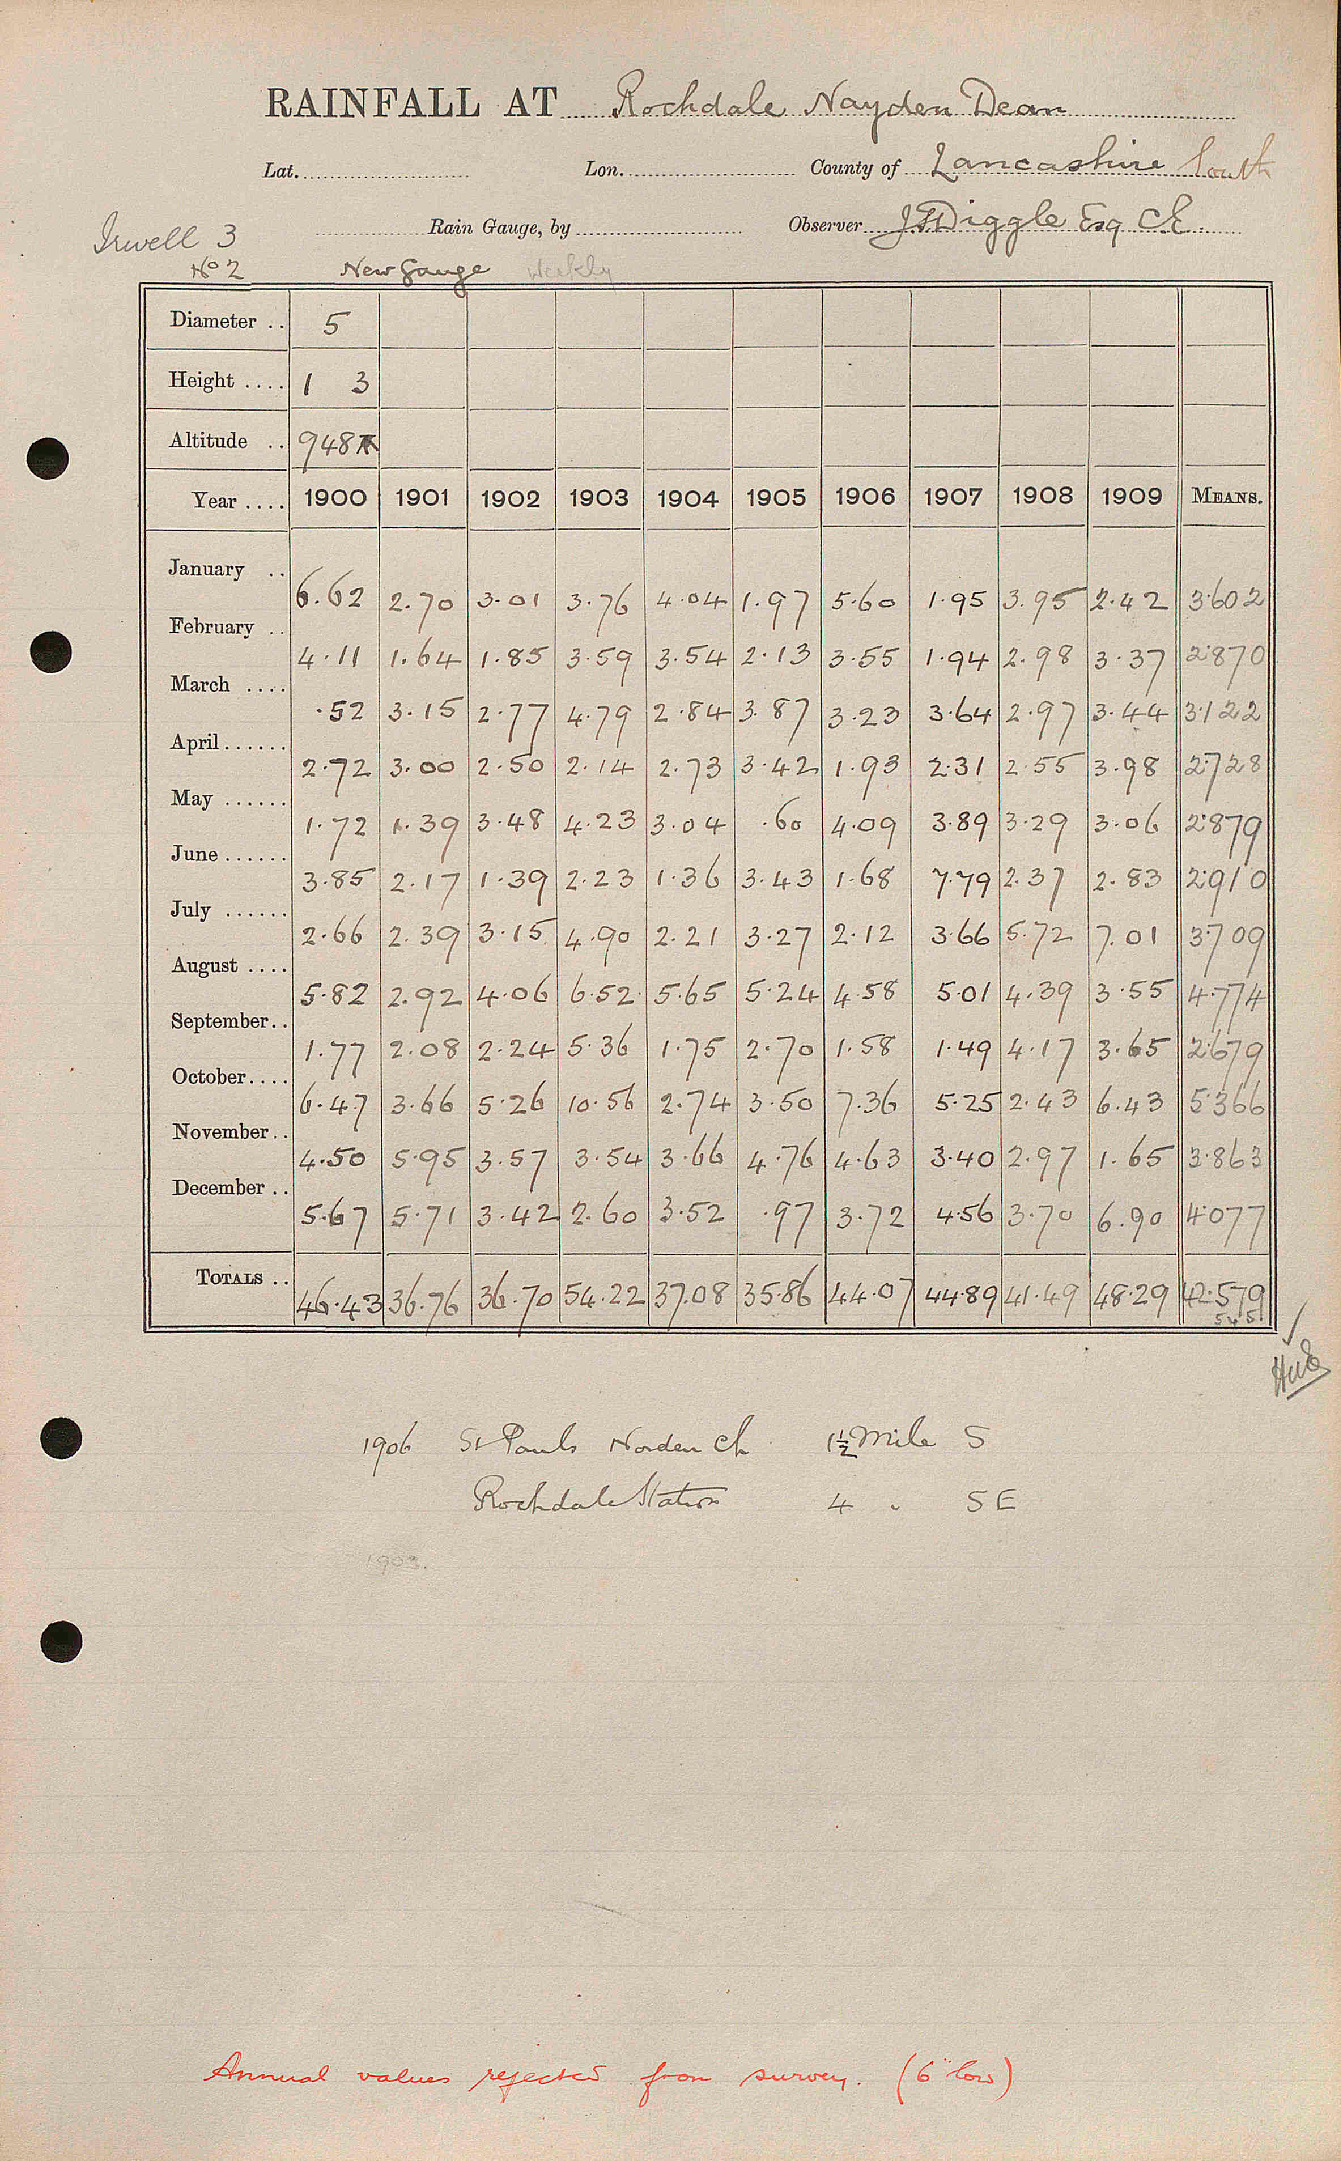 RAINFALL AT Rochdale Nayden Dean
Lat. Lon. County of Lancashire South
Irwell 3 Rain Gauge, by Observer J Diggle Esq CE
No 2 New Gauge Weekly
Diameter .. 5
Height .... 1 3
Altitude .. 948
Year .... 1900 1901 1902 1903 1904 1905 1906 1907 1908 1909 MEANS.
January .. 6.62 2.70 3.01 3.76 4.04 1.97 5.60 1.95 3.95 2.42 3.602
February .. 4.11 1.64 1.85 3.59 3.54 2.13 3.55 1.94 2.98 3.37 2.870
March .... .52 3.15 2.77 4.79 2.84 3.87 3.23 3.64 2.97 3.44 3.122
April...... 2.72 3.00 2.50 2.14 2.73 3.42 1.93 2.31 2.55 3.98 2.728
May ...... 1.72 1.39 3.48 4.23 3.04 .60 4.09 3.89 3.29 3.06 2.879
June...... 3.85 2.17 1.39 2.23 1.36 3.43 1.68 7.79 2.37 2.83 2.910
July ...... 2.66 2.39 3.15 4.90 2.21 3.27 2.12 3.66 5.72 7.01 3.709
August .... 5.82 2.92 4.06 6.52 5.65 5.24 4.58 5.01 4.39 3.55 4.774
September.. 1.77 2.08 2.24 5.36 1.75 2.70 1.58 1.49 4.17 3.65 2.679
October.... 6.47 3.66 5.26 10.56 2.74 3.50 7.36 5.25 2.43 6.43 5.366
November.. 4.50 5.95 3.57 3.54 3.66 4.76 4.63 3.40 2.97 1.65 3.863
December .. 5.67 5.71 3.42 2.60 3.52 .97 3.72 4.56 3.70 6.90 4.077
TOTALS .. 46.43 36.76 36.70 54.22 37.08 35.86 44.07 44.89 41.49 48.29 42.579
545
1906 St Pauls Norden Ch 1½ Mile S
Rochdale Station 4 " SE
1903.
Annual values rejected from survey. (6" low)